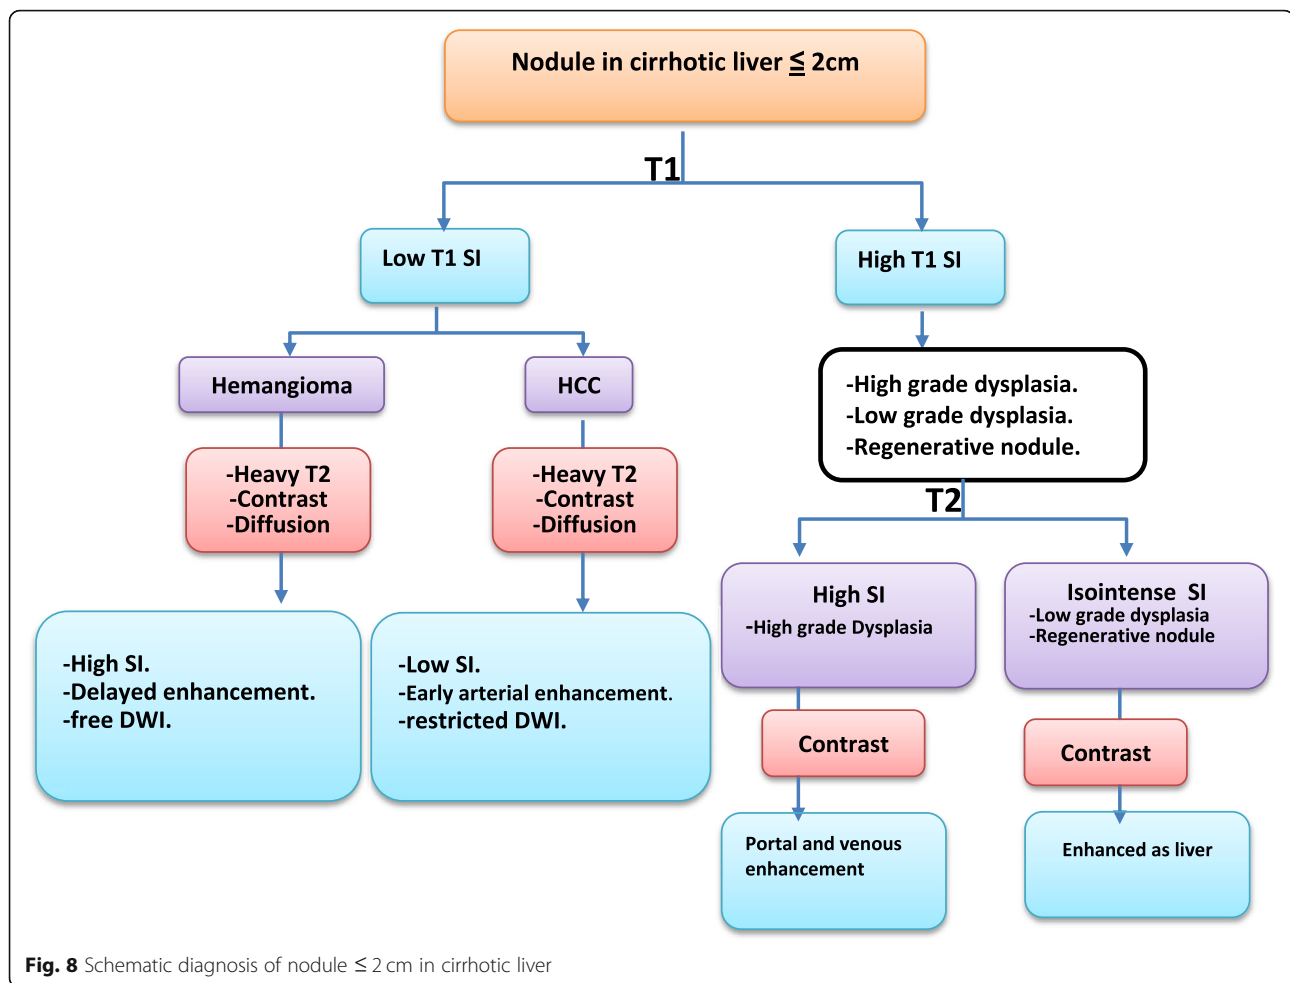 Nodule in cirrhotic liver ≦ 2cm
T1
Low T1 SI
High T1 SI
Hemangioma
HCC
-High grade dysplasia.
-Low grade dysplasia.
-Regenerative nodule.
-Heavy T2
-Contrast
-Diffusion
-Heavy T2
-Contrast
-Diffusion
T2
High SI
-High grade Dysplasia
Isointense SI
-Low grade dysplasia
-Regenerative nodule
-High SI.
-Delayed enhancement.
-free DWI.
-Low SI.
-Early arterial enhancement.
-restricted DWI.
Contrast
Contrast
Portal and venous
enhancement
Enhanced as liver
Fig. 8 Schematic diagnosis of nodule ≤ 2 cm in cirrhotic liver